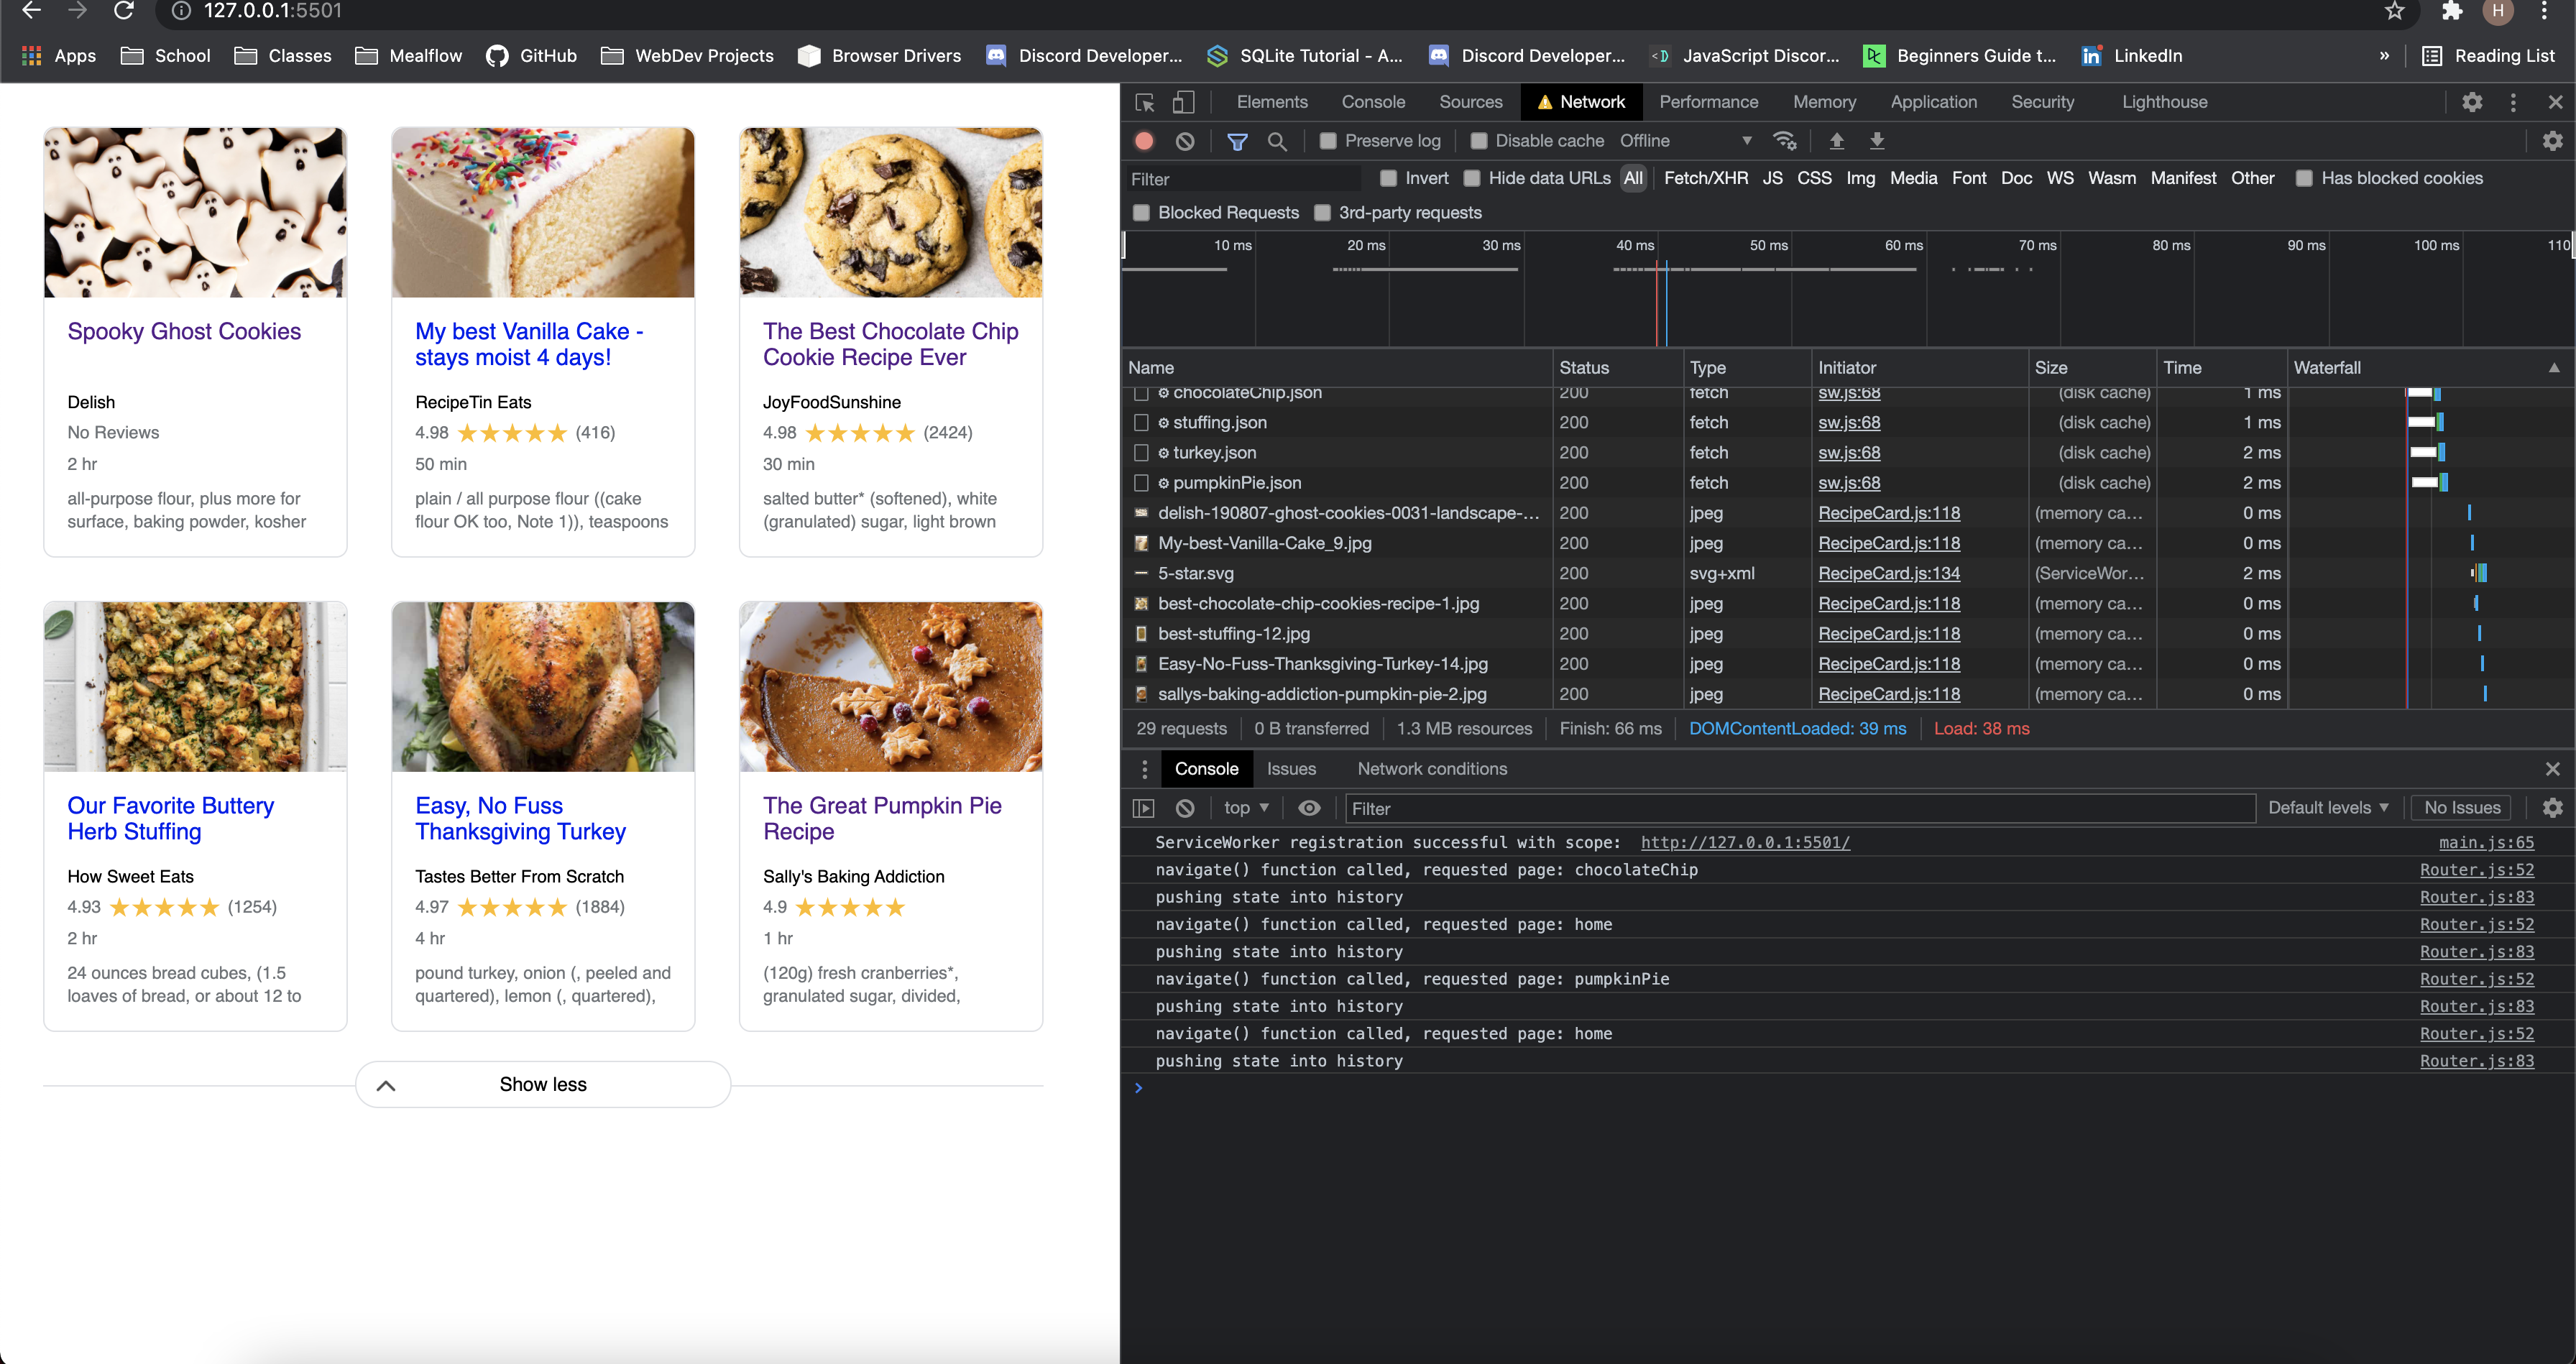 127.0.0.1:5501
H
Apps School Classes Mealflow GitHub WebDev Projects Browser Drivers Discord Developer... SQLite Tutorial - A... Discord Developer... JavaScript Discor... Beginners Guide t... LinkedIn » Reading List
Spooky Ghost Cookies
Delish
No Reviews
2 hr
all-purpose flour, plus more for
surface, baking powder, kosher
My best Vanilla Cake -
stays moist 4 days!
RecipeTin Eats
4.98 (416)
50 min
plain / all purpose flour ((cake
flour OK too, Note 1)), teaspoons
The Best Chocolate Chip
Cookie Recipe Ever
JoyFoodSunshine
4.98 (2424)
30 min
salted butter* (softened), white
(granulated) sugar, light brown
Our Favorite Buttery
Herb Stuffing
How Sweet Eats
4.93 (1254)
2 hr
24 ounces bread cubes, (1.5
loaves of bread, or about 12 to
Easy, No Fuss
Thanksgiving Turkey
Tastes Better From Scratch
4.97 (1884)
4 hr
pound turkey, onion (, peeled and
quartered), lemon (, quartered),
The Great Pumpkin Pie
Recipe
Sally's Baking Addiction
4.9
1 hr
(120g) fresh cranberries*,
granulated sugar, divided,
Show less
Elements Console Sources Network Performance Memory Application Security Lighthouse
Preserve log Disable cache Offline
Filter Invert Hide data URLs All Fetch/XHR JS CSS Img Media Font Doc WS Wasm Manifest Other Has blocked cookies
Blocked Requests 3rd-party requests
10 ms 20 ms 30 ms 40 ms 50 ms 60 ms 70 ms 80 ms 90 ms 100 ms 110
Name Status Type Initiator Size Time Waterfall
chocolateChip.json 200 fetch sw.js:68 (disk cache) 1 ms
stuffing.json 200 fetch sw.js:68 (disk cache) 1 ms
turkey.json 200 fetch sw.js:68 (disk cache) 2 ms
pumpkinPie.json 200 fetch sw.js:68 (disk cache) 2 ms
delish-190807-ghost-cookies-0031-landscape-... 200 jpeg RecipeCard.js:118 (memory ca... 0 ms
My-best-Vanilla-Cake_9.jpg 200 jpeg RecipeCard.js:118 (memory ca... 0 ms
5-star.svg 200 svg+xml RecipeCard.js:134 (ServiceWor... 2 ms
best-chocolate-chip-cookies-recipe-1.jpg 200 jpeg RecipeCard.js:118 (memory ca... 0 ms
best-stuffing-12.jpg 200 jpeg RecipeCard.js:118 (memory ca... 0 ms
Easy-No-Fuss-Thanksgiving-Turkey-14.jpg 200 jpeg RecipeCard.js:118 (memory ca... 0 ms
sallys-baking-addiction-pumpkin-pie-2.jpg 200 jpeg RecipeCard.js:118 (memory ca... 0 ms
29 requests 0 B transferred 1.3 MB resources Finish: 66 ms DOMContentLoaded: 39 ms Load: 38 ms
Console Issues Network conditions
top Filter Default levels No Issues
ServiceWorker registration successful with scope: http://127.0.0.1:5501/ main.js:65
navigate() function called, requested page: chocolateChip Router.js:52
pushing state into history Router.js:83
navigate() function called, requested page: home Router.js:52
pushing state into history Router.js:83
navigate() function called, requested page: pumpkinPie Router.js:52
pushing state into history Router.js:83
navigate() function called, requested page: home Router.js:52
pushing state into history Router.js:83